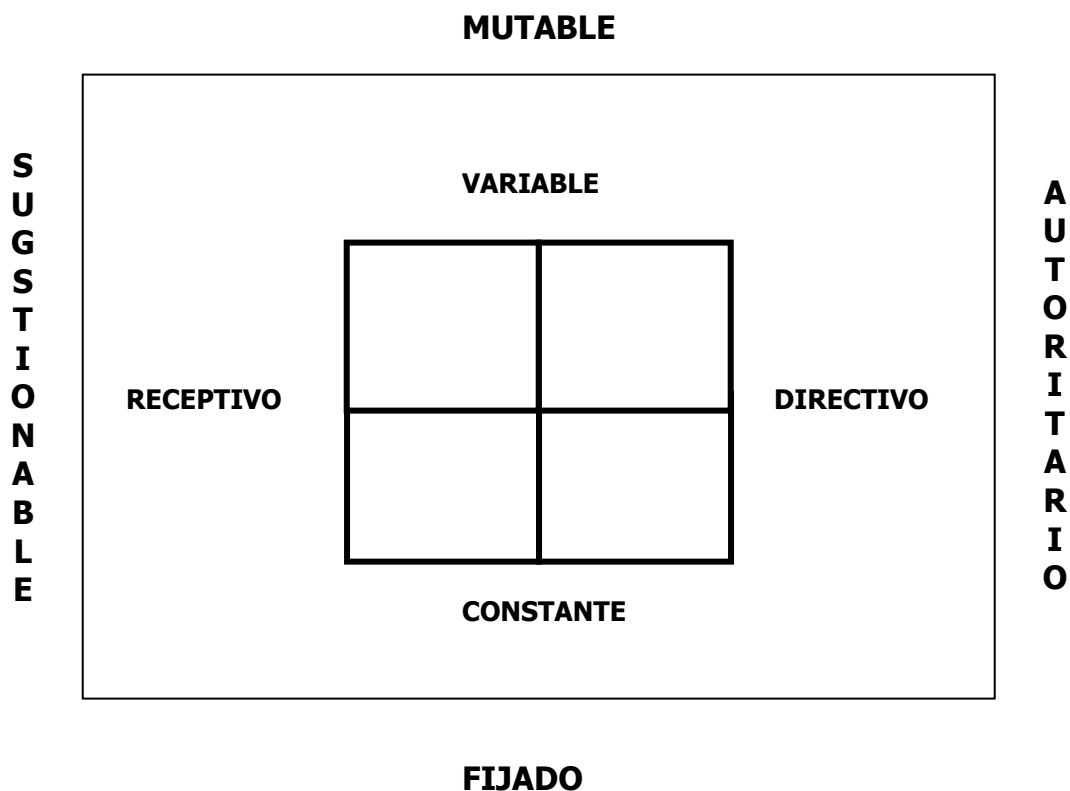 MUTABLE
SUGSTIONABLE
VARIABLE
AUTORITARIO
RECEPTIVO
DIRECTIVO
CONSTANTE
FIJADO